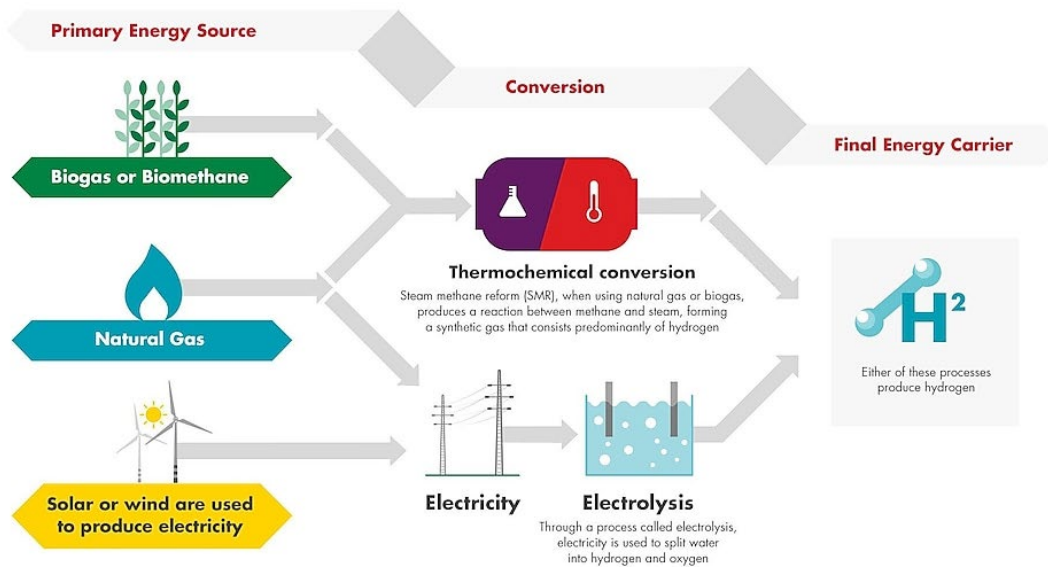 Primary Energy Source
Conversion
Final Energy Carrier
Biogas or Biomethane
Natural Gas
Solar or wind are used
to produce electricity
Thermochemical conversion
Steam methane reform (SMR), when using natural gas or biogas,
produces a reaction between methane and steam, forming
a synthetic gas that consists predominantly of hydrogen
Electricity
Electrolysis
Through a process called electrolysis,
electricity is used to split water
into hydrogen and oxygen
H²
Either of these processes
produce hydrogen